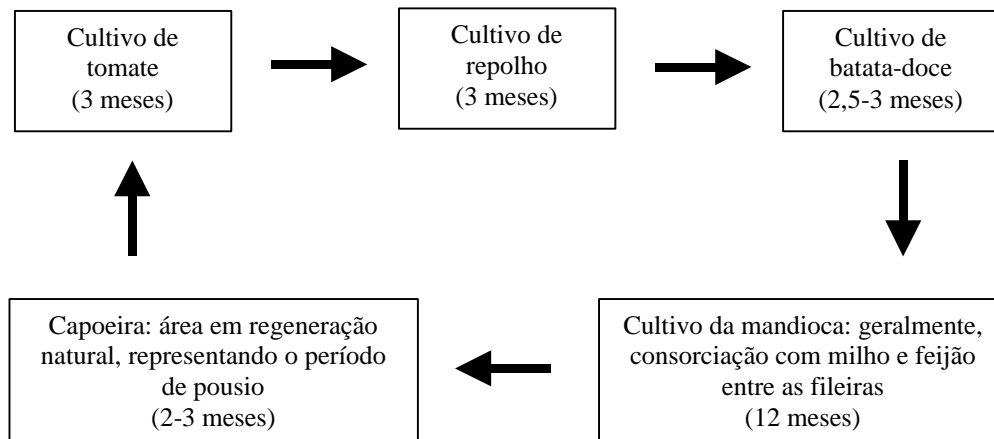 Cultivo de
tomate
(3 meses)
Cultivo de
repolho
(3 meses)
Cultivo de
batata-doce
(2,5-3 meses)
Capoeira: área em regeneração
natural, representando o período
de pousio
(2-3 meses)
Cultivo da mandioca: geralmente,
consorciação com milho e feijão
entre as fileiras
(12 meses)